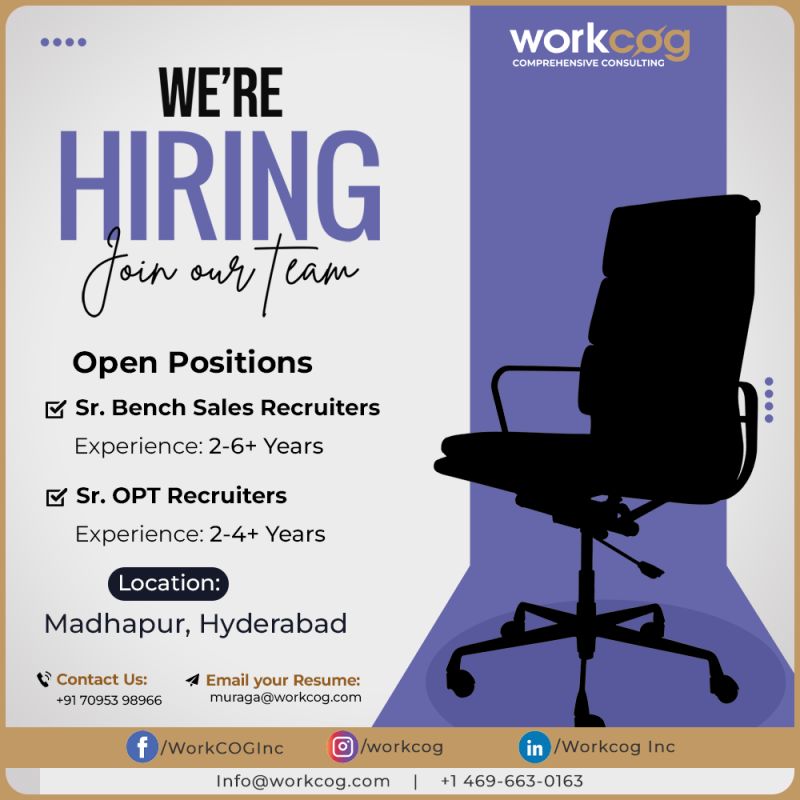 workcog
COMPREHENSIVE CONSULTING
WE'RE
HIRING
Join our team
Open Positions
Sr. Bench Sales Recruiters
Experience: 2-6+ Years
Sr. OPT Recruiters
Experience: 2-4+ Years
Location:
Madhapur, Hyderabad
Contact Us:
+91 70953 98966
Email your Resume:
muraga@workcog.com
/WorkCOGInc
/workcog
/Workcog Inc
Info@workcog.com | +1 469-663-0163